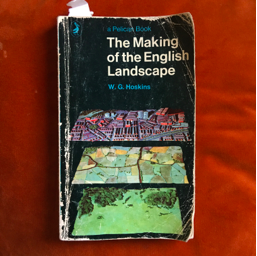 a Pelican Book
The Making
of the English
Landscape
W. G. Hoskins